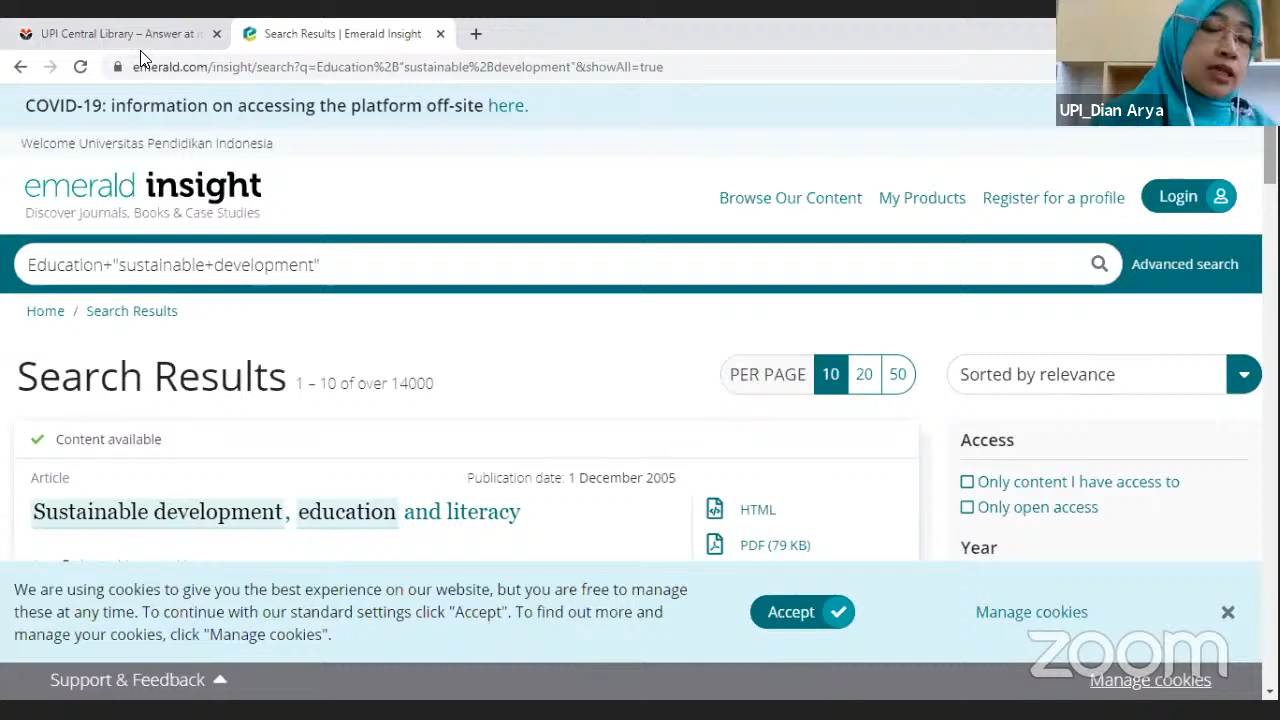 UPI Central Library – Answer at
Search Results | Emerald Insight
emerald.com/insight/search?q=Education%2B"sustainable%2Bdevelopment"&showAll=true
COVID-19: information on accessing the platform off-site here.
UPI_Dian Arya
Welcome Universitas Pendidikan Indonesia
emerald insight
Discover Journals, Books & Case Studies
Browse Our Content
My Products
Register for a profile
Login
Education+"sustainable+development"
Advanced search
Home / Search Results
Search Results 1 – 10 of over 14000
PER PAGE 10 20 50
Sorted by relevance
Content available
Access
Article
Publication date: 1 December 2005
Only content I have access to
Sustainable development, education and literacy
HTML
Only open access
PDF (79 KB)
Year
We are using cookies to give you the best experience on our website, but you are free to manage
these at any time. To continue with our standard settings click "Accept". To find out more and
manage your cookies, click "Manage cookies".
Accept
Manage cookies
zoom
Support & Feedback
Manage cookies